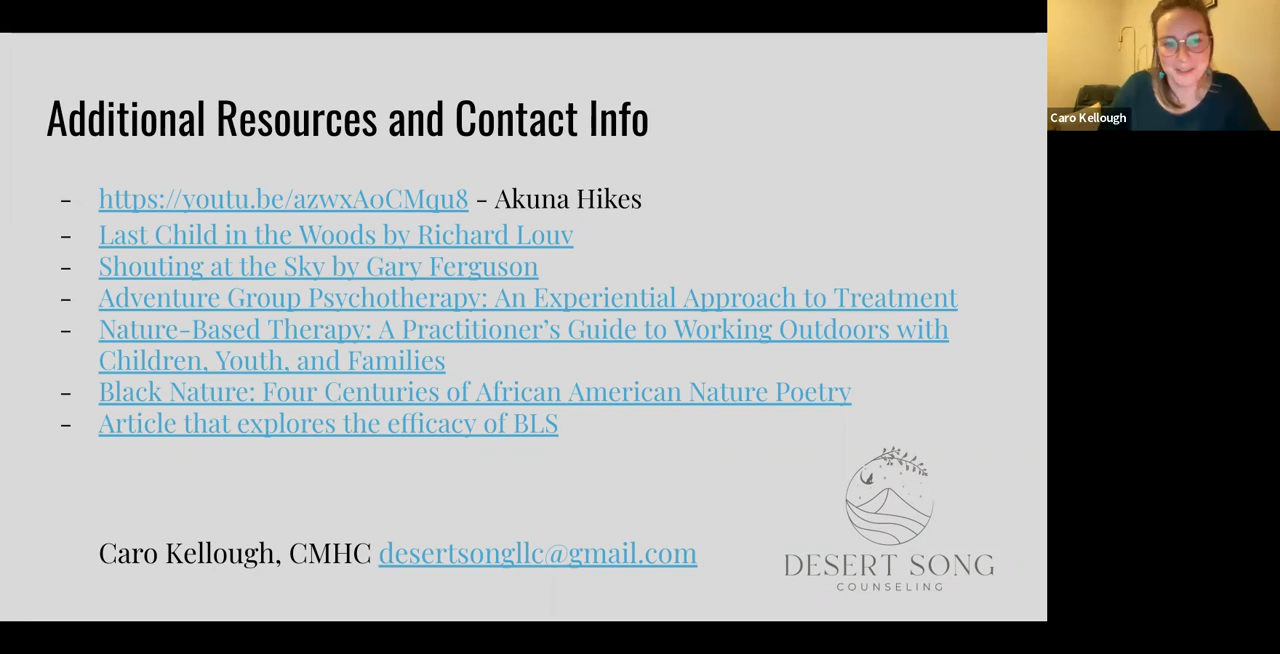 Additional Resources and Contact Info
Caro Kellough
- https://youtu.be/azwxA0CMqu8 - Akuna Hikes
- Last Child in the Woods by Richard Louv
- Shouting at the Sky by Gary Ferguson
- Adventure Group Psychotherapy: An Experiential Approach to Treatment
- Nature-Based Therapy: A Practitioner’s Guide to Working Outdoors with
Children, Youth, and Families
- Black Nature: Four Centuries of African American Nature Poetry
- Article that explores the efficacy of BLS
Caro Kellough, CMHC desertsongllc@gmail.com
DESERT SONG
COUNSELING